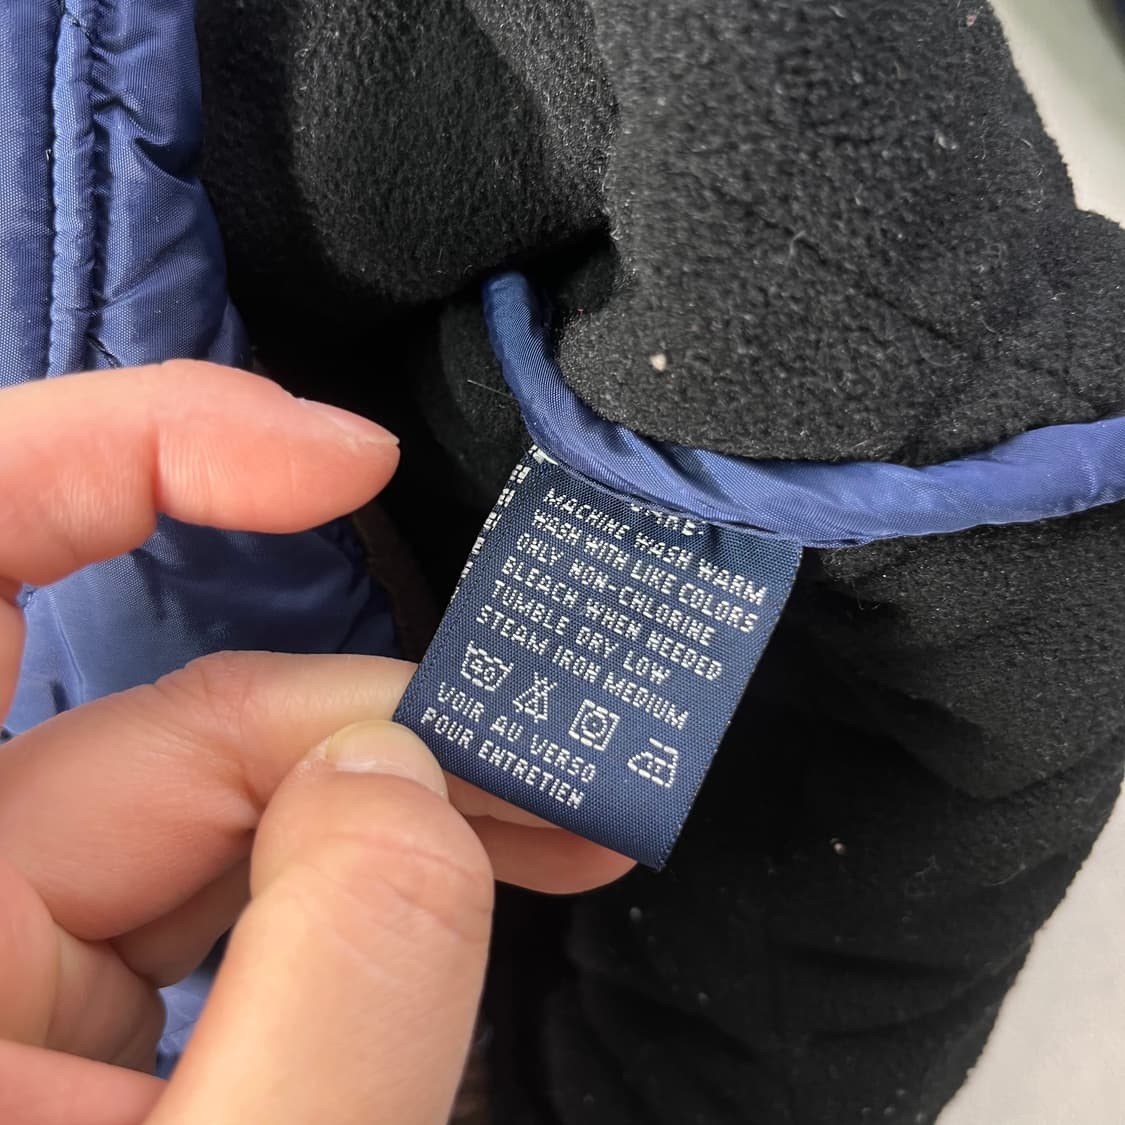 CARE:
MACHINE WASH WARM
WASH WITH LIKE COLORS
ONLY NON-CHLORINE
BLEACH WHEN NEEDED
TUMBLE DRY LOW
STEAM IRON MEDIUM
VOIR AU VERSO
POUR ENTRETIEN